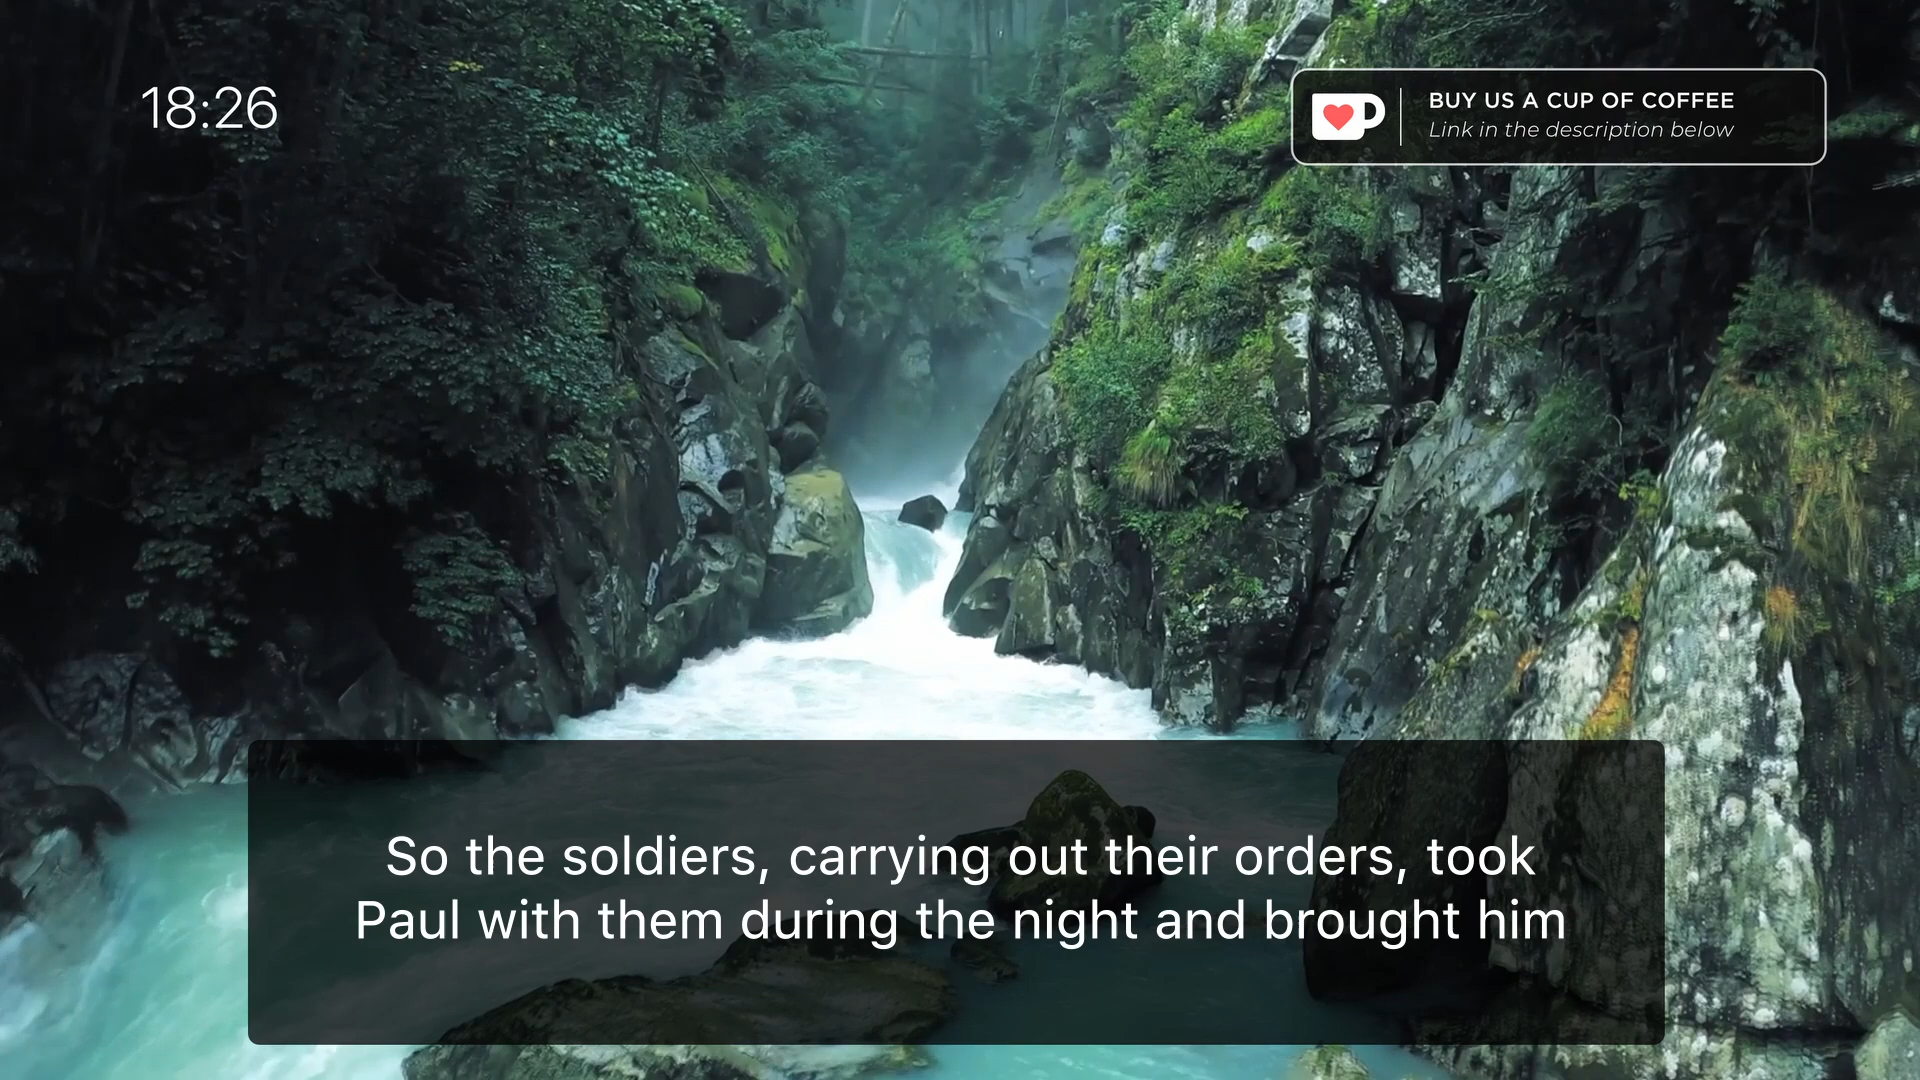 18:26
BUY US A CUP OF COFFEE
Link in the description below
So the soldiers, carrying out their orders, took
Paul with them during the night and brought him